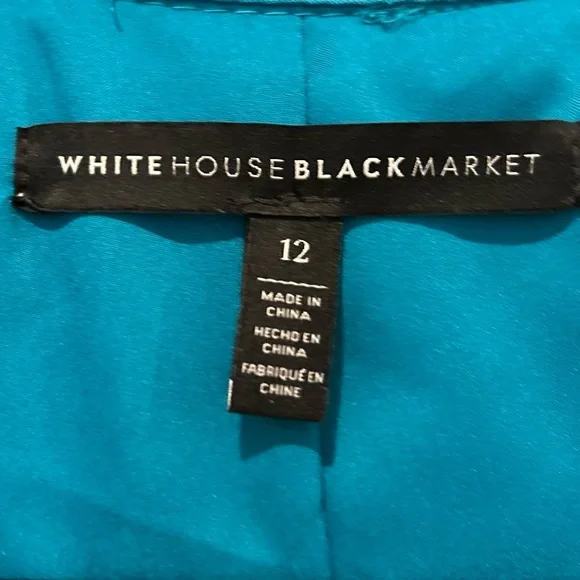 WHITE HOUSE BLACK MARKET
12
MADE IN
CHINA
HECHO EN
CHINA
FABRIQUÉ EN
CHINE